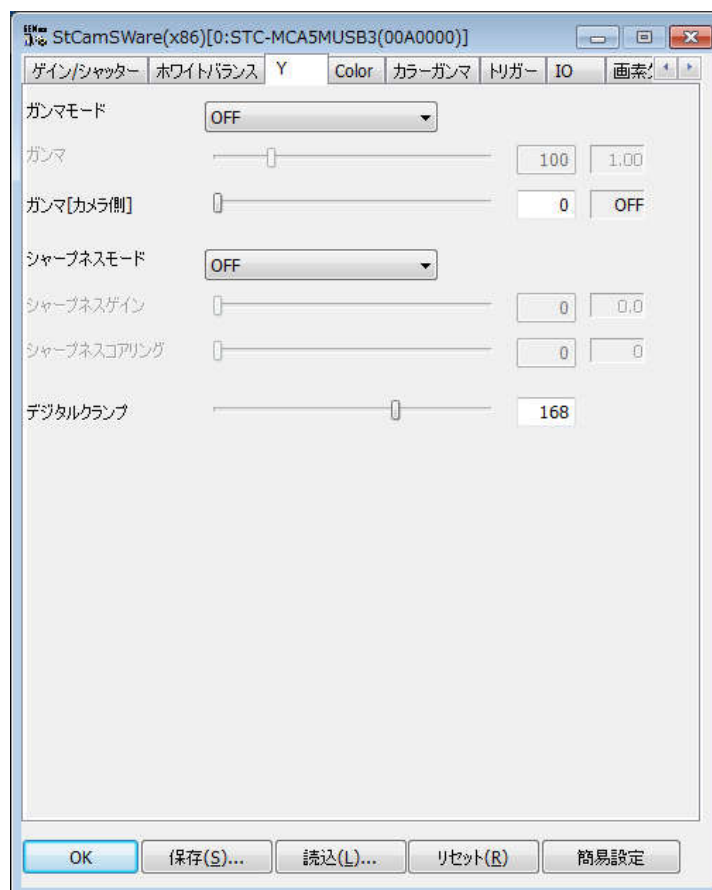 StCamSWare(x86)[0:STC-MCA5MUSB3(00A0000)]
ゲイン/シャッター ホワイトバランス Y Color カラーガンマ トリガー IO 画素
ガンマモード OFF
ガンマ 100 1.00
ガンマ[カメラ側] 0 OFF
シャープネスモード OFF
シャープネスゲイン 0 0.0
シャープネスコアリング 0 0
デジタルクランプ 168
OK 保存(S)... 読込(L)... リセット(R) 簡易設定